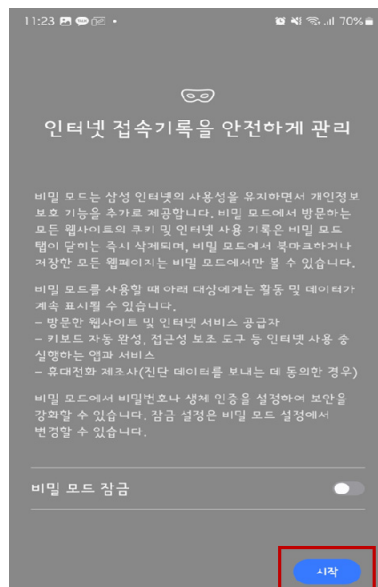 11:23
70%
인터넷 접속기록을 안전하게 관리
비밀 모드는 삼성 인터넷의 사용성을 유지하면서 개인정보
보호 기능을 추가로 제공합니다. 비밀 모드에서 방문하는
모든 웹사이트의 쿠키 및 인터넷 사용 기록은 비밀 모드
탭이 닫히는 즉시 삭제되며, 비밀 모드에서 북마크하거나
저장한 모든 웹페이지는 비밀 모드에서만 볼 수 있습니다.
비밀 모드를 사용할 때 아래 대상에게는 활동 및 데이터가
계속 표시될 수 있습니다.
– 방문한 웹사이트 및 인터넷 서비스 공급자
– 키보드 자동 완성, 접근성 보조 도구 등 인터넷 사용 중
실행하는 앱과 서비스
– 휴대전화 제조사(진단 데이터를 보내는 데 동의한 경우)
비밀 모드에서 비밀번호나 생체 인증을 설정하여 보안을
강화할 수 있습니다. 잠금 설정은 비밀 모드 설정에서
변경할 수 있습니다.
비밀 모드 잠금
시작